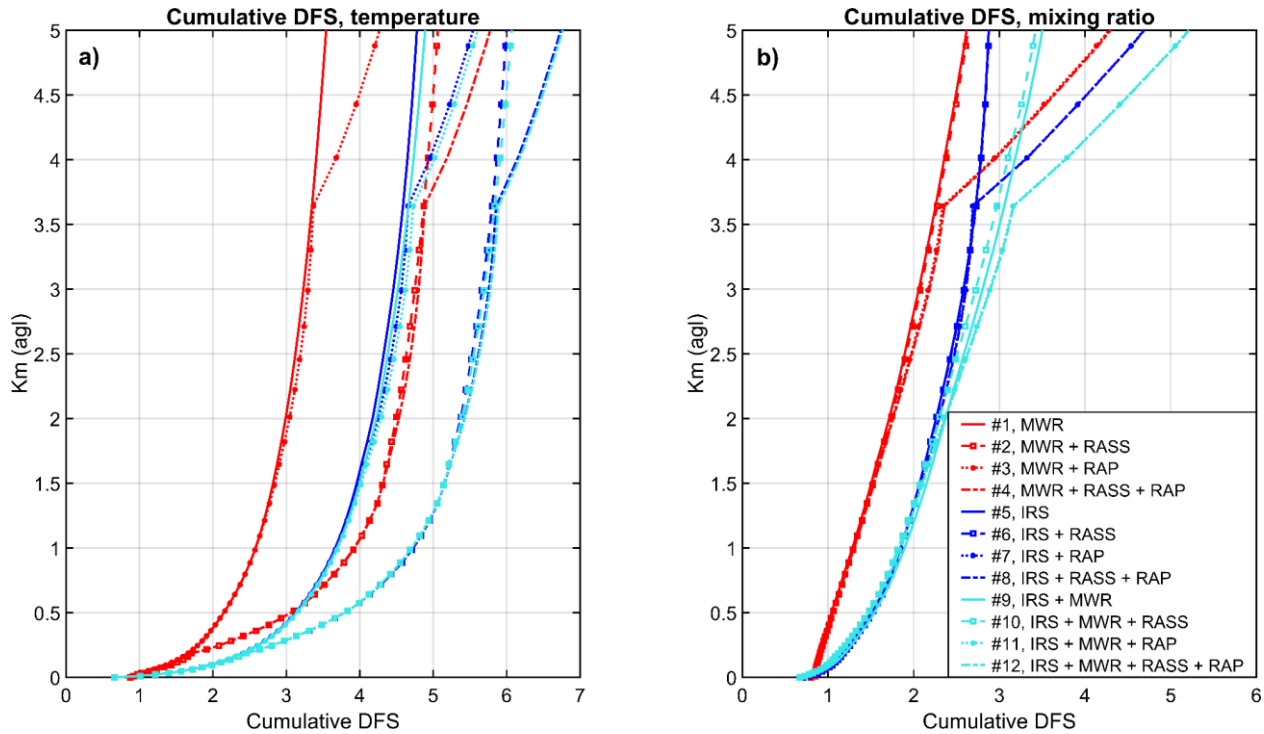 Cumulative DFS, temperature
a)
5
4.5
4
3.5
3
2.5
2
1.5
1
0.5
0
Km (agl)
0 1 2 3 4 5 6 7
Cumulative DFS
Cumulative DFS, mixing ratio
b)
5
4.5
4
3.5
3
2.5
2
1.5
1
0.5
0
Km (agl)
#1, MWR
#2, MWR + RASS
#3, MWR + RAP
#4, MWR + RASS + RAP
#5, IRS
#6, IRS + RASS
#7, IRS + RAP
#8, IRS + RASS + RAP
#9, IRS + MWR
#10, IRS + MWR + RASS
#11, IRS + MWR + RAP
#12, IRS + MWR + RASS + RAP
0 1 2 3 4 5 6
Cumulative DFS